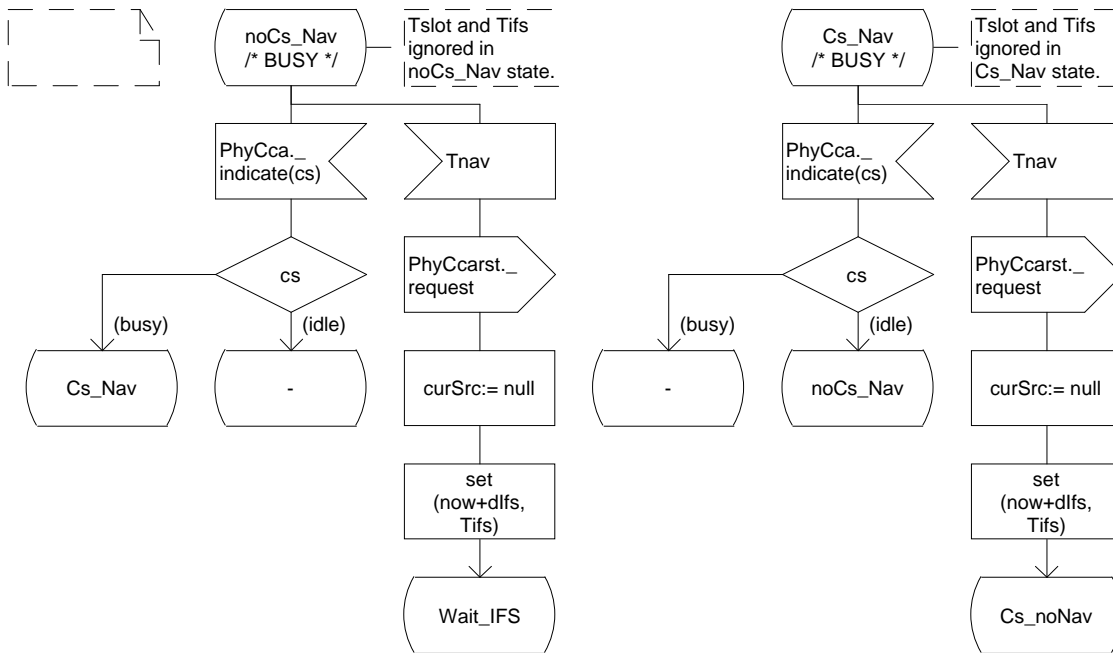 noCs_Nav
/* BUSY */
Tslot and Tifs
ignored in
noCs_Nav state.
PhyCca._
indicate(cs)
Tnav
cs
PhyCcarst._
request
(busy)
(idle)
Cs_Nav
-
curSrc:= null
set
(now+dIfs,
Tifs)
Wait_IFS
Cs_Nav
/* BUSY */
Tslot and Tifs
ignored in
Cs_Nav state.
PhyCca._
indicate(cs)
Tnav
cs
PhyCcarst._
request
(busy)
(idle)
-
noCs_Nav
curSrc:= null
set
(now+dIfs,
Tifs)
Cs_noNav